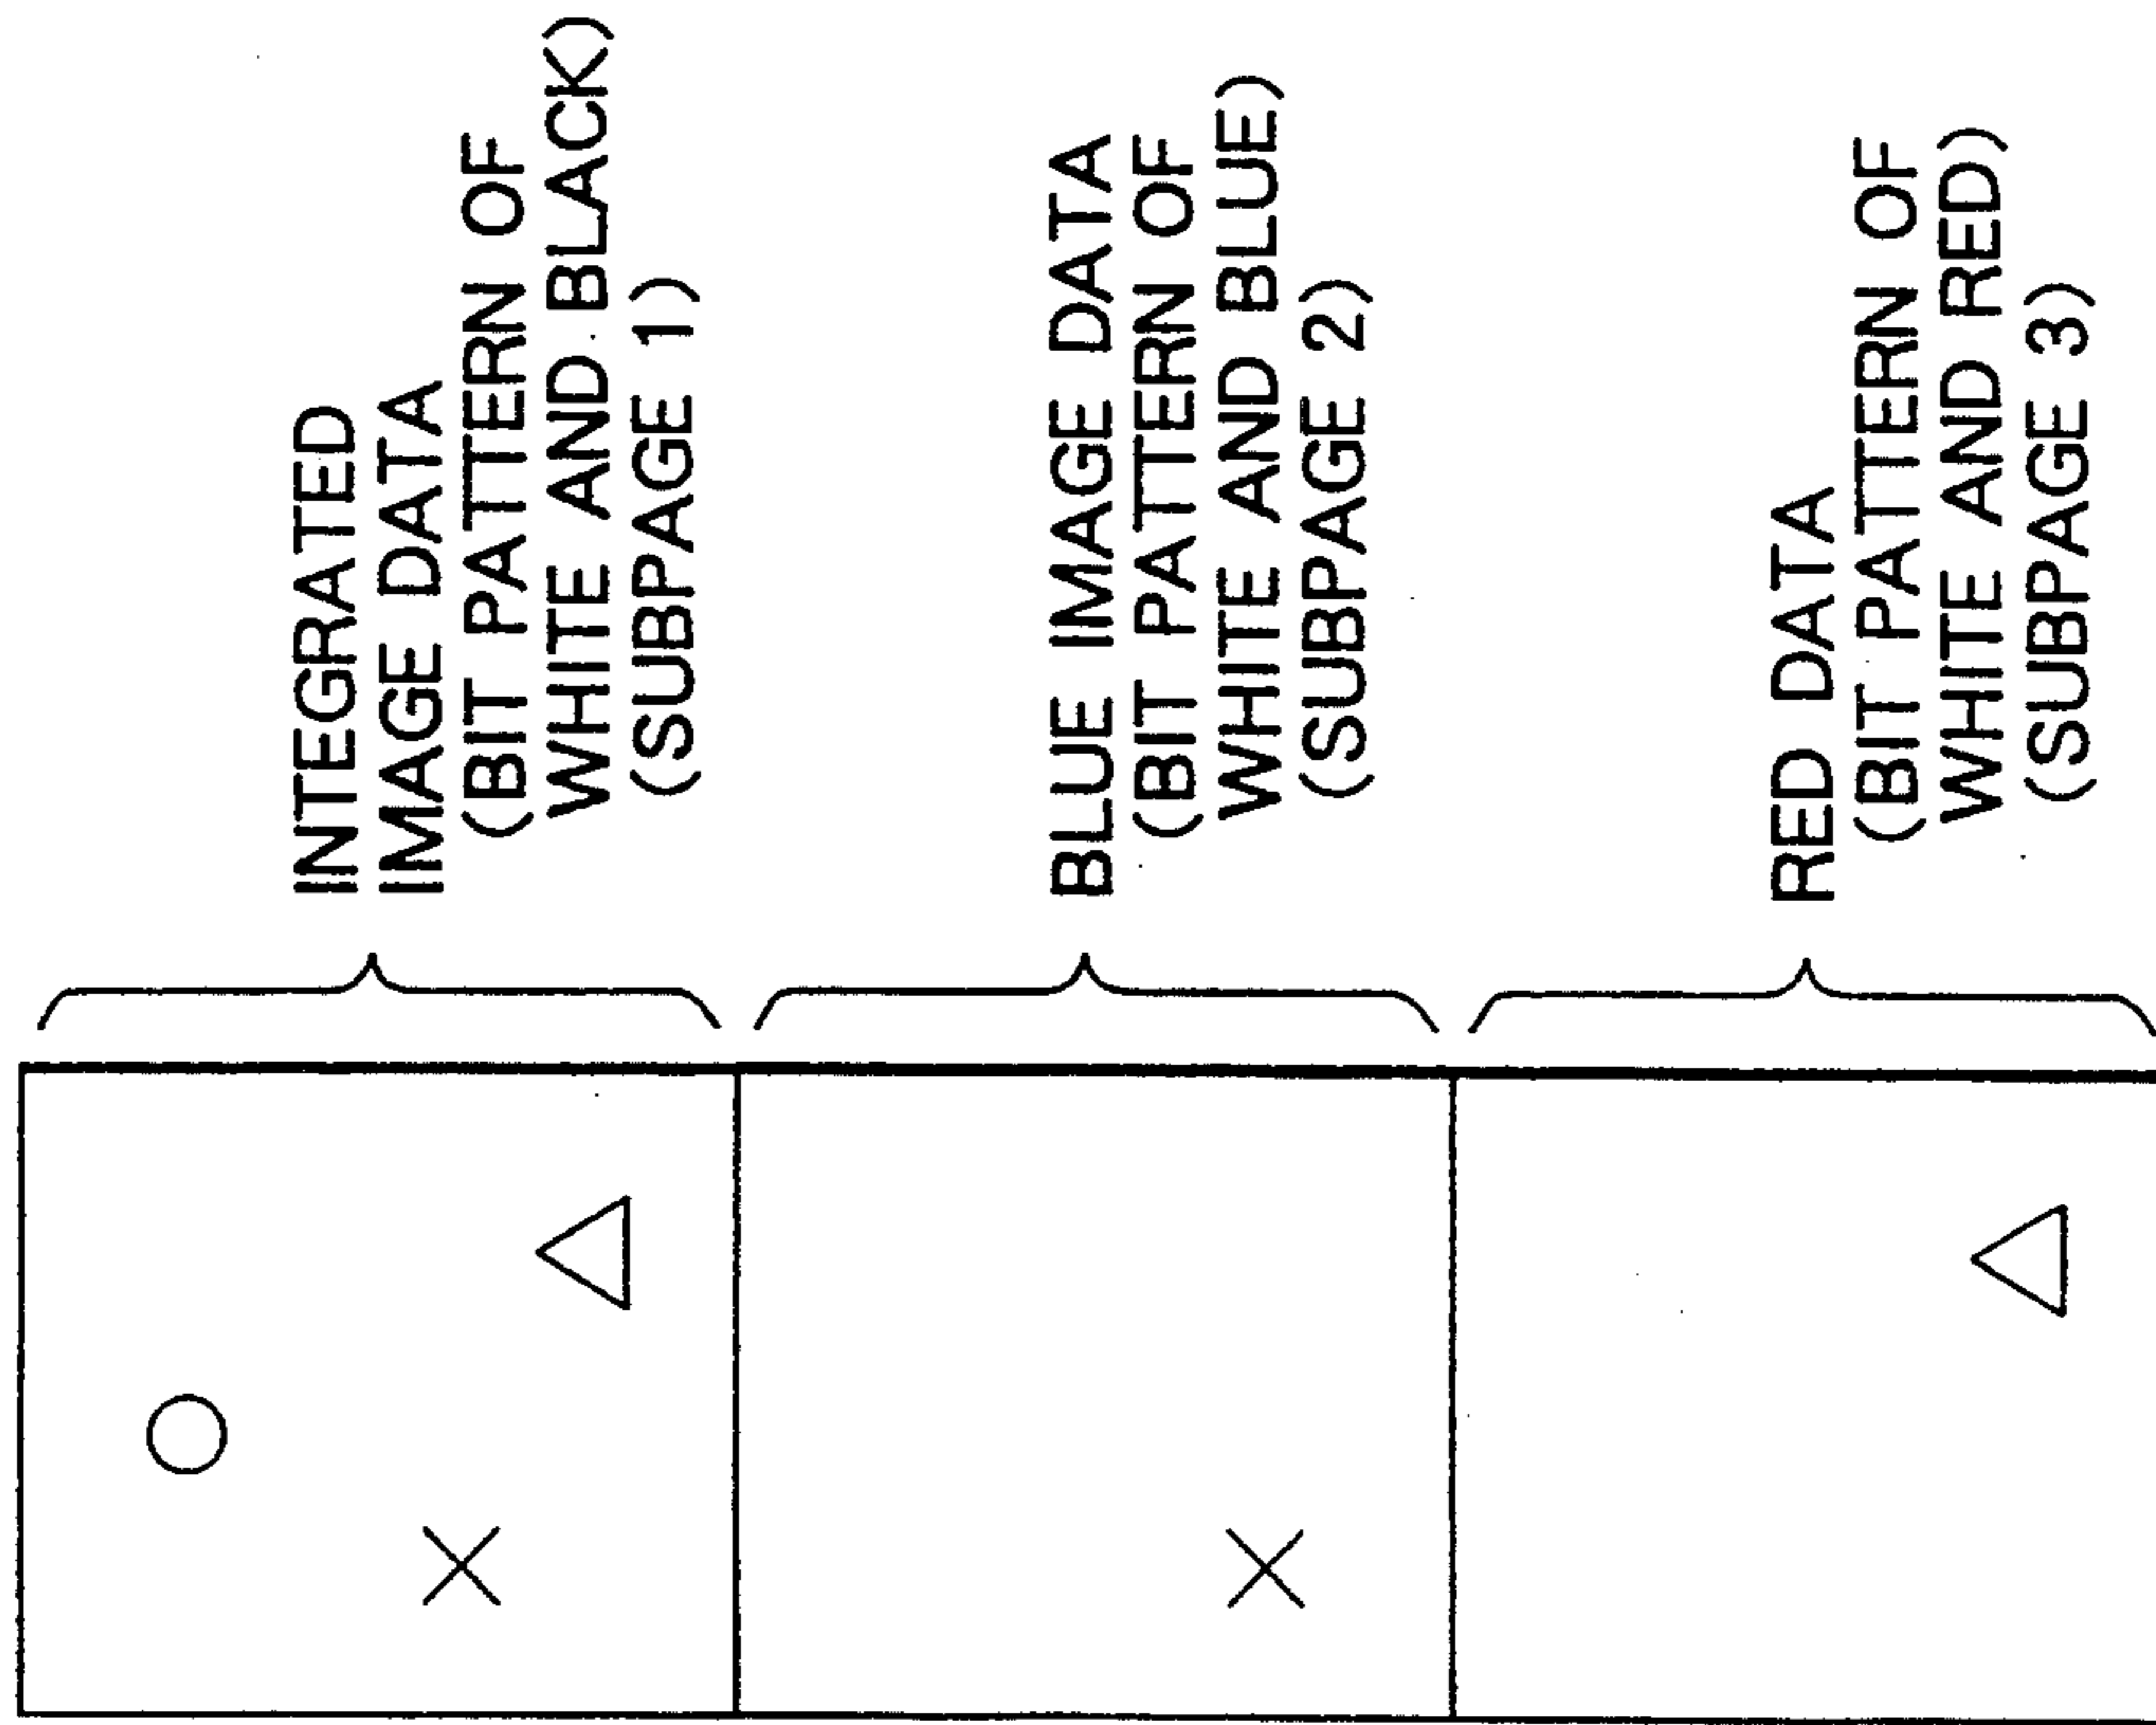 INTEGRATED
IMAGE DATA
(BIT PATTERN OF
WHITE AND BLACK)
(SUBPAGE 1)
BLUE IMAGE DATA
(BIT PATTERN OF
WHITE AND BLUE)
(SUBPAGE 2)
RED DATA
(BIT PATTERN OF
WHITE AND RED)
(SUBPAGE 3)